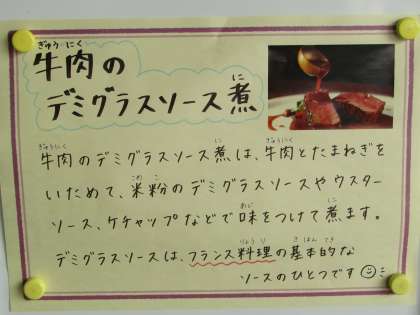 牛肉の
デミグラスソース煮
牛肉のデミグラスソース煮は、牛肉とたまねぎを
いためて、米粉のデミグラスソースやウスター
ソース、ケチャップなどで味をつけて煮ます。
デミグラスソースは、フランス料理の基本的な
ソースのひとつです